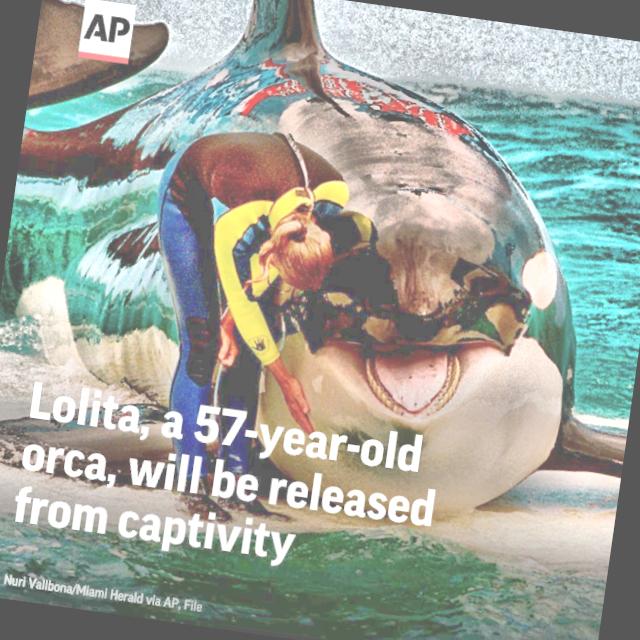 AP
Lolita, a 57-year-old
orca, will be released
from captivity
Nuri Vallbona/Miami Herald via AP, File